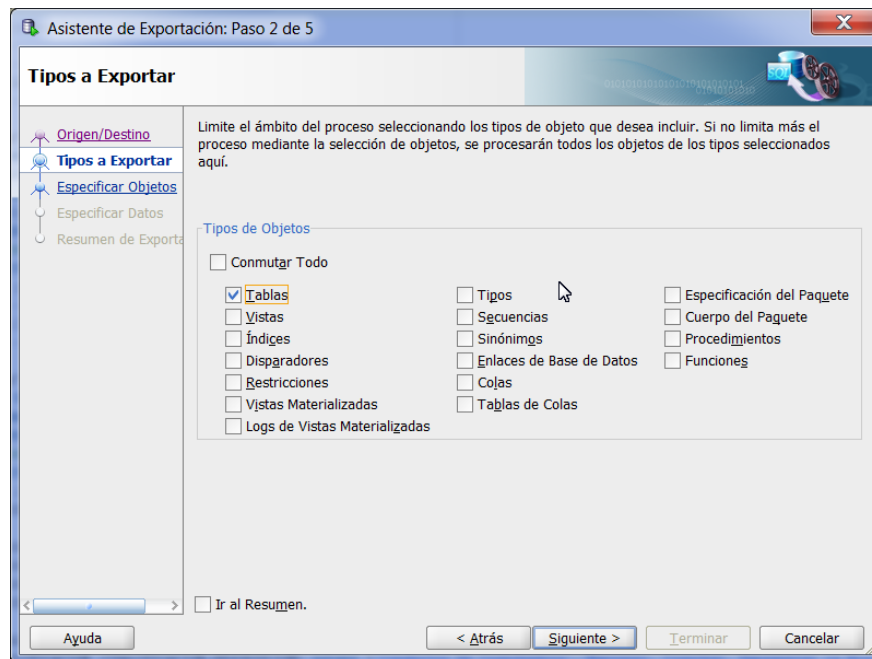 Asistente de Exportación: Paso 2 de 5
Tipos a Exportar
SQL
Origen/Destino
Tipos a Exportar
Especificar Objetos
Especificar Datos
Resumen de Exporta
Limite el ámbito del proceso seleccionando los tipos de objeto que desea incluir. Si no limita más el
proceso mediante la selección de objetos, se procesarán todos los objetos de los tipos seleccionados
aquí.
Tipos de Objetos
Conmutar Todo
Tablas
Vistas
Índices
Disparadores
Restricciones
Vistas Materializadas
Logs de Vistas Materializadas
Tipos
Secuencias
Sinónimos
Enlaces de Base de Datos
Colas
Tablas de Colas
Especificación del Paquete
Cuerpo del Paquete
Procedimientos
Funciones
Ir al Resumen.
Ayuda
< Atrás
Siguiente >
Terminar
Cancelar